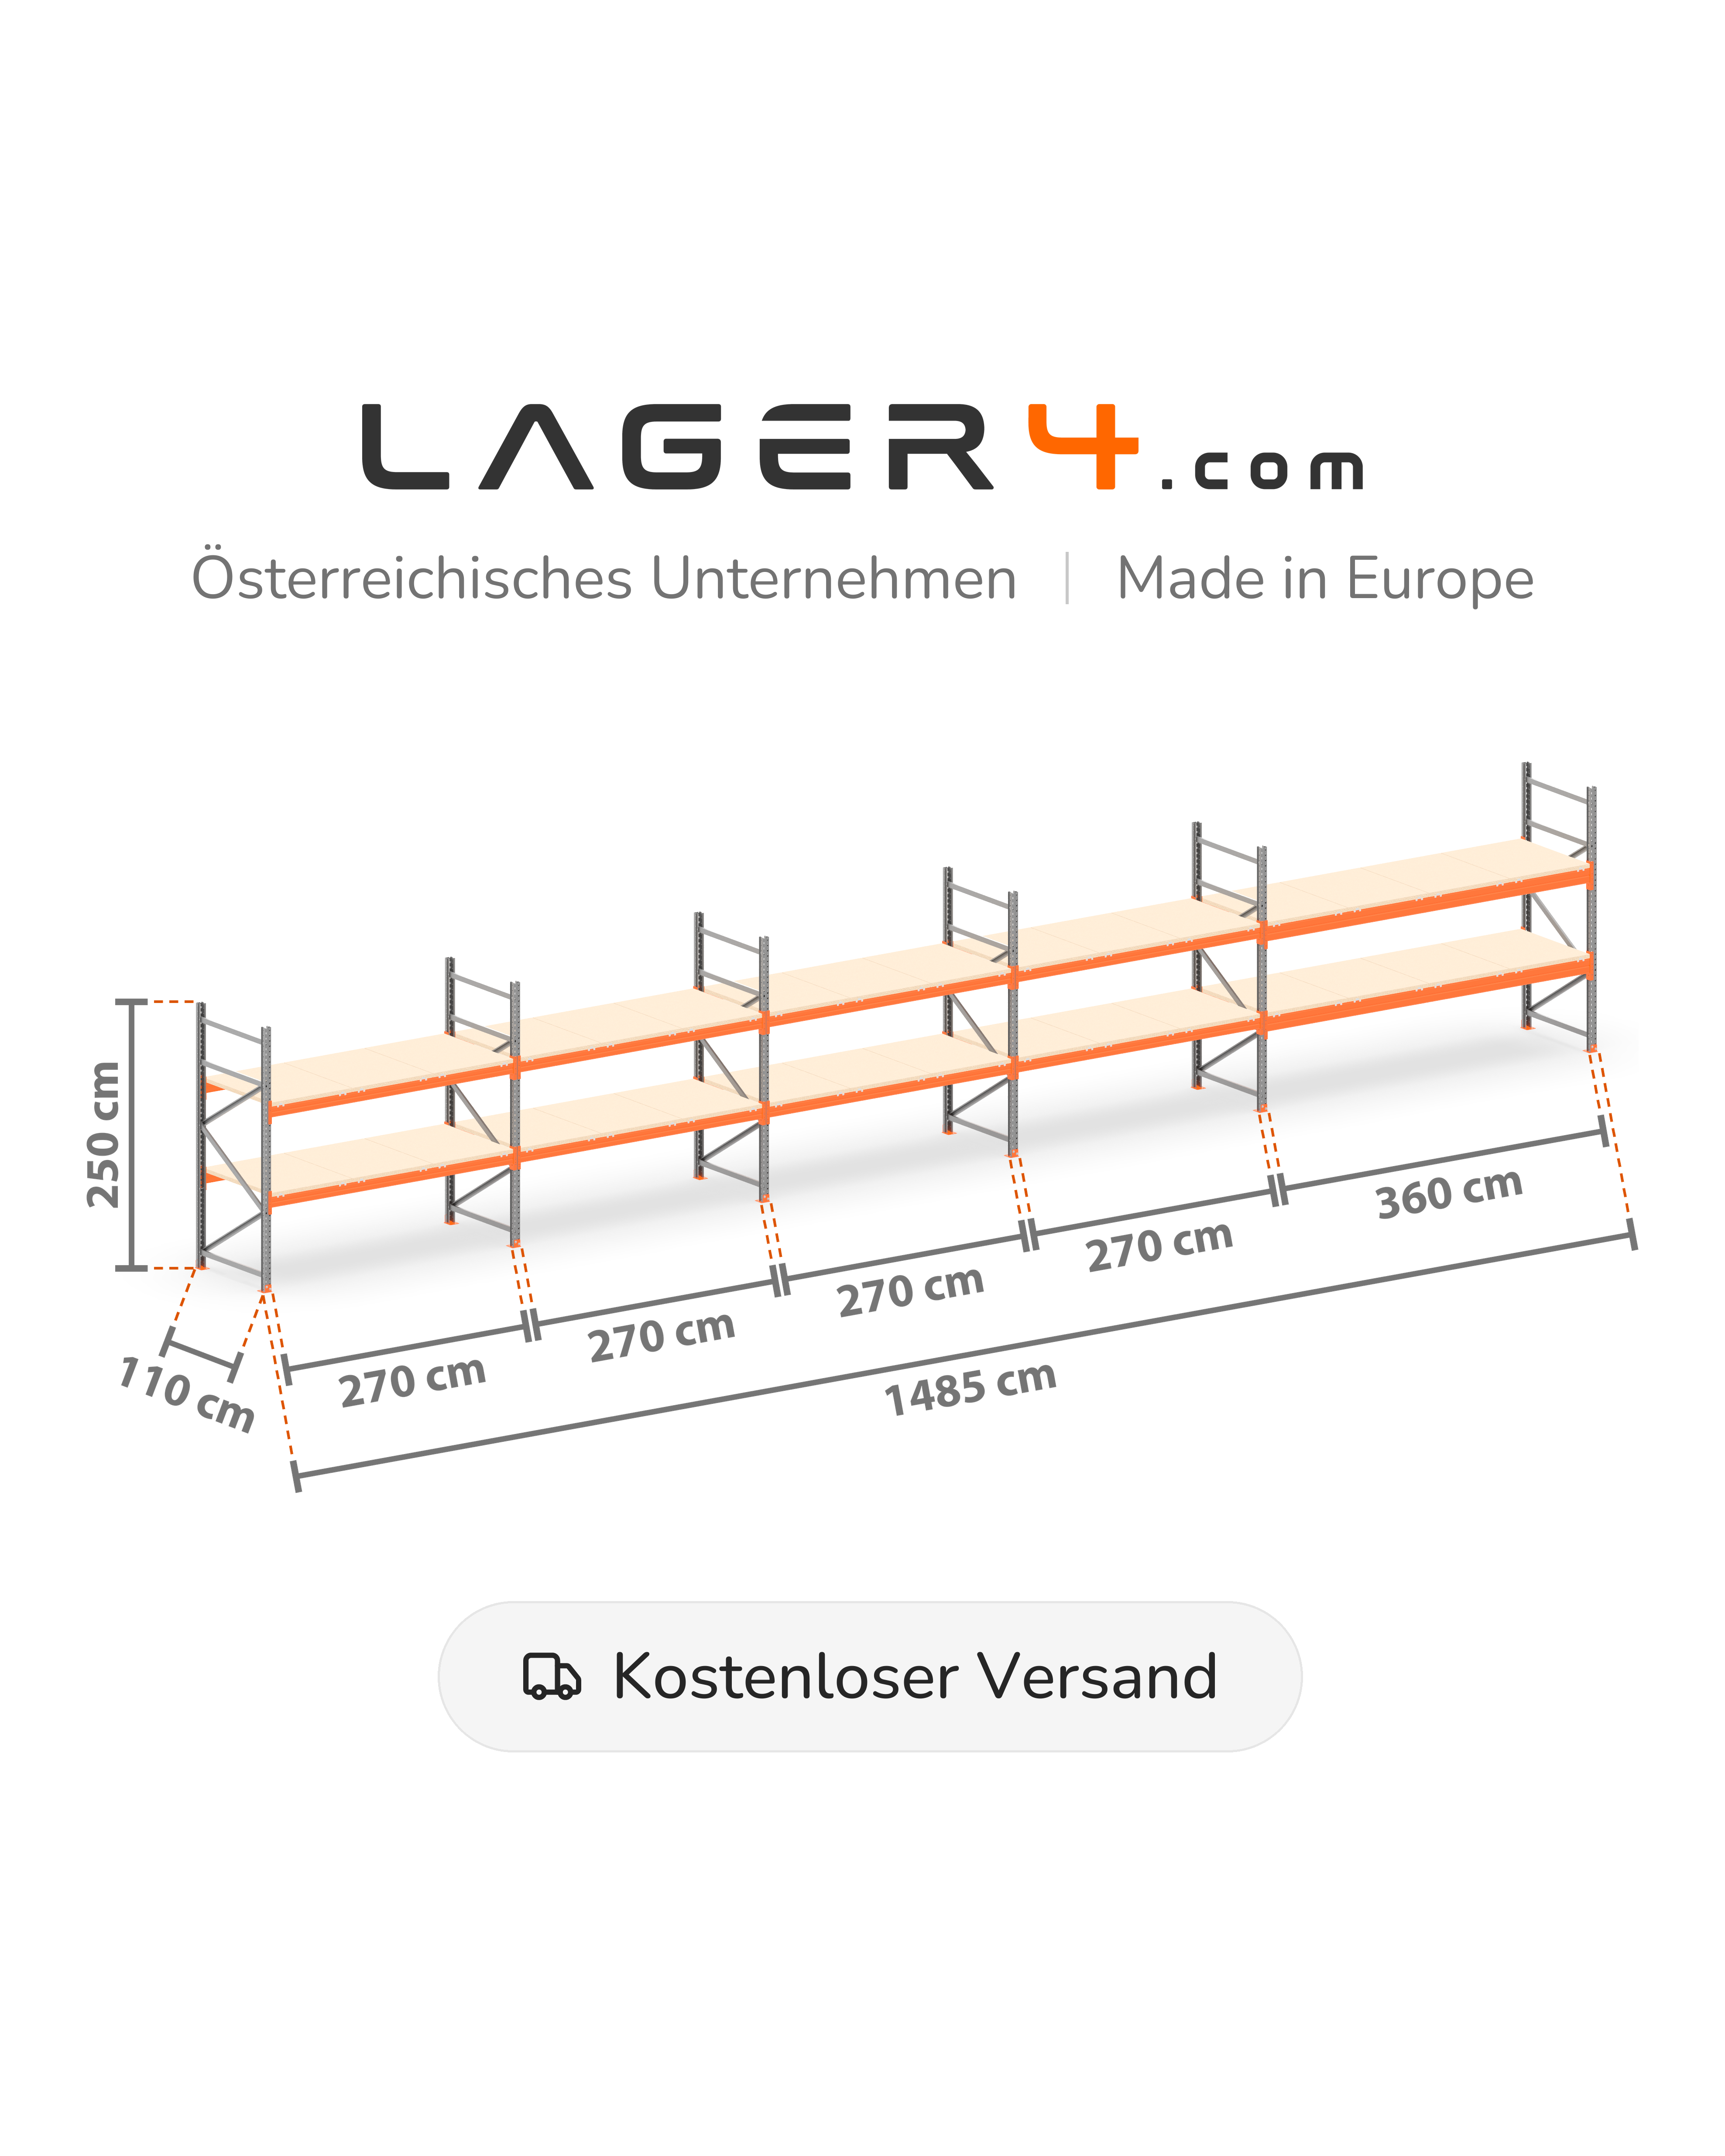 LAGER4.com
Österreichisches Unternehmen | Made in Europe
250 cm
110 cm
270 cm
270 cm
270 cm
270 cm
360 cm
1485 cm
Kostenloser Versand